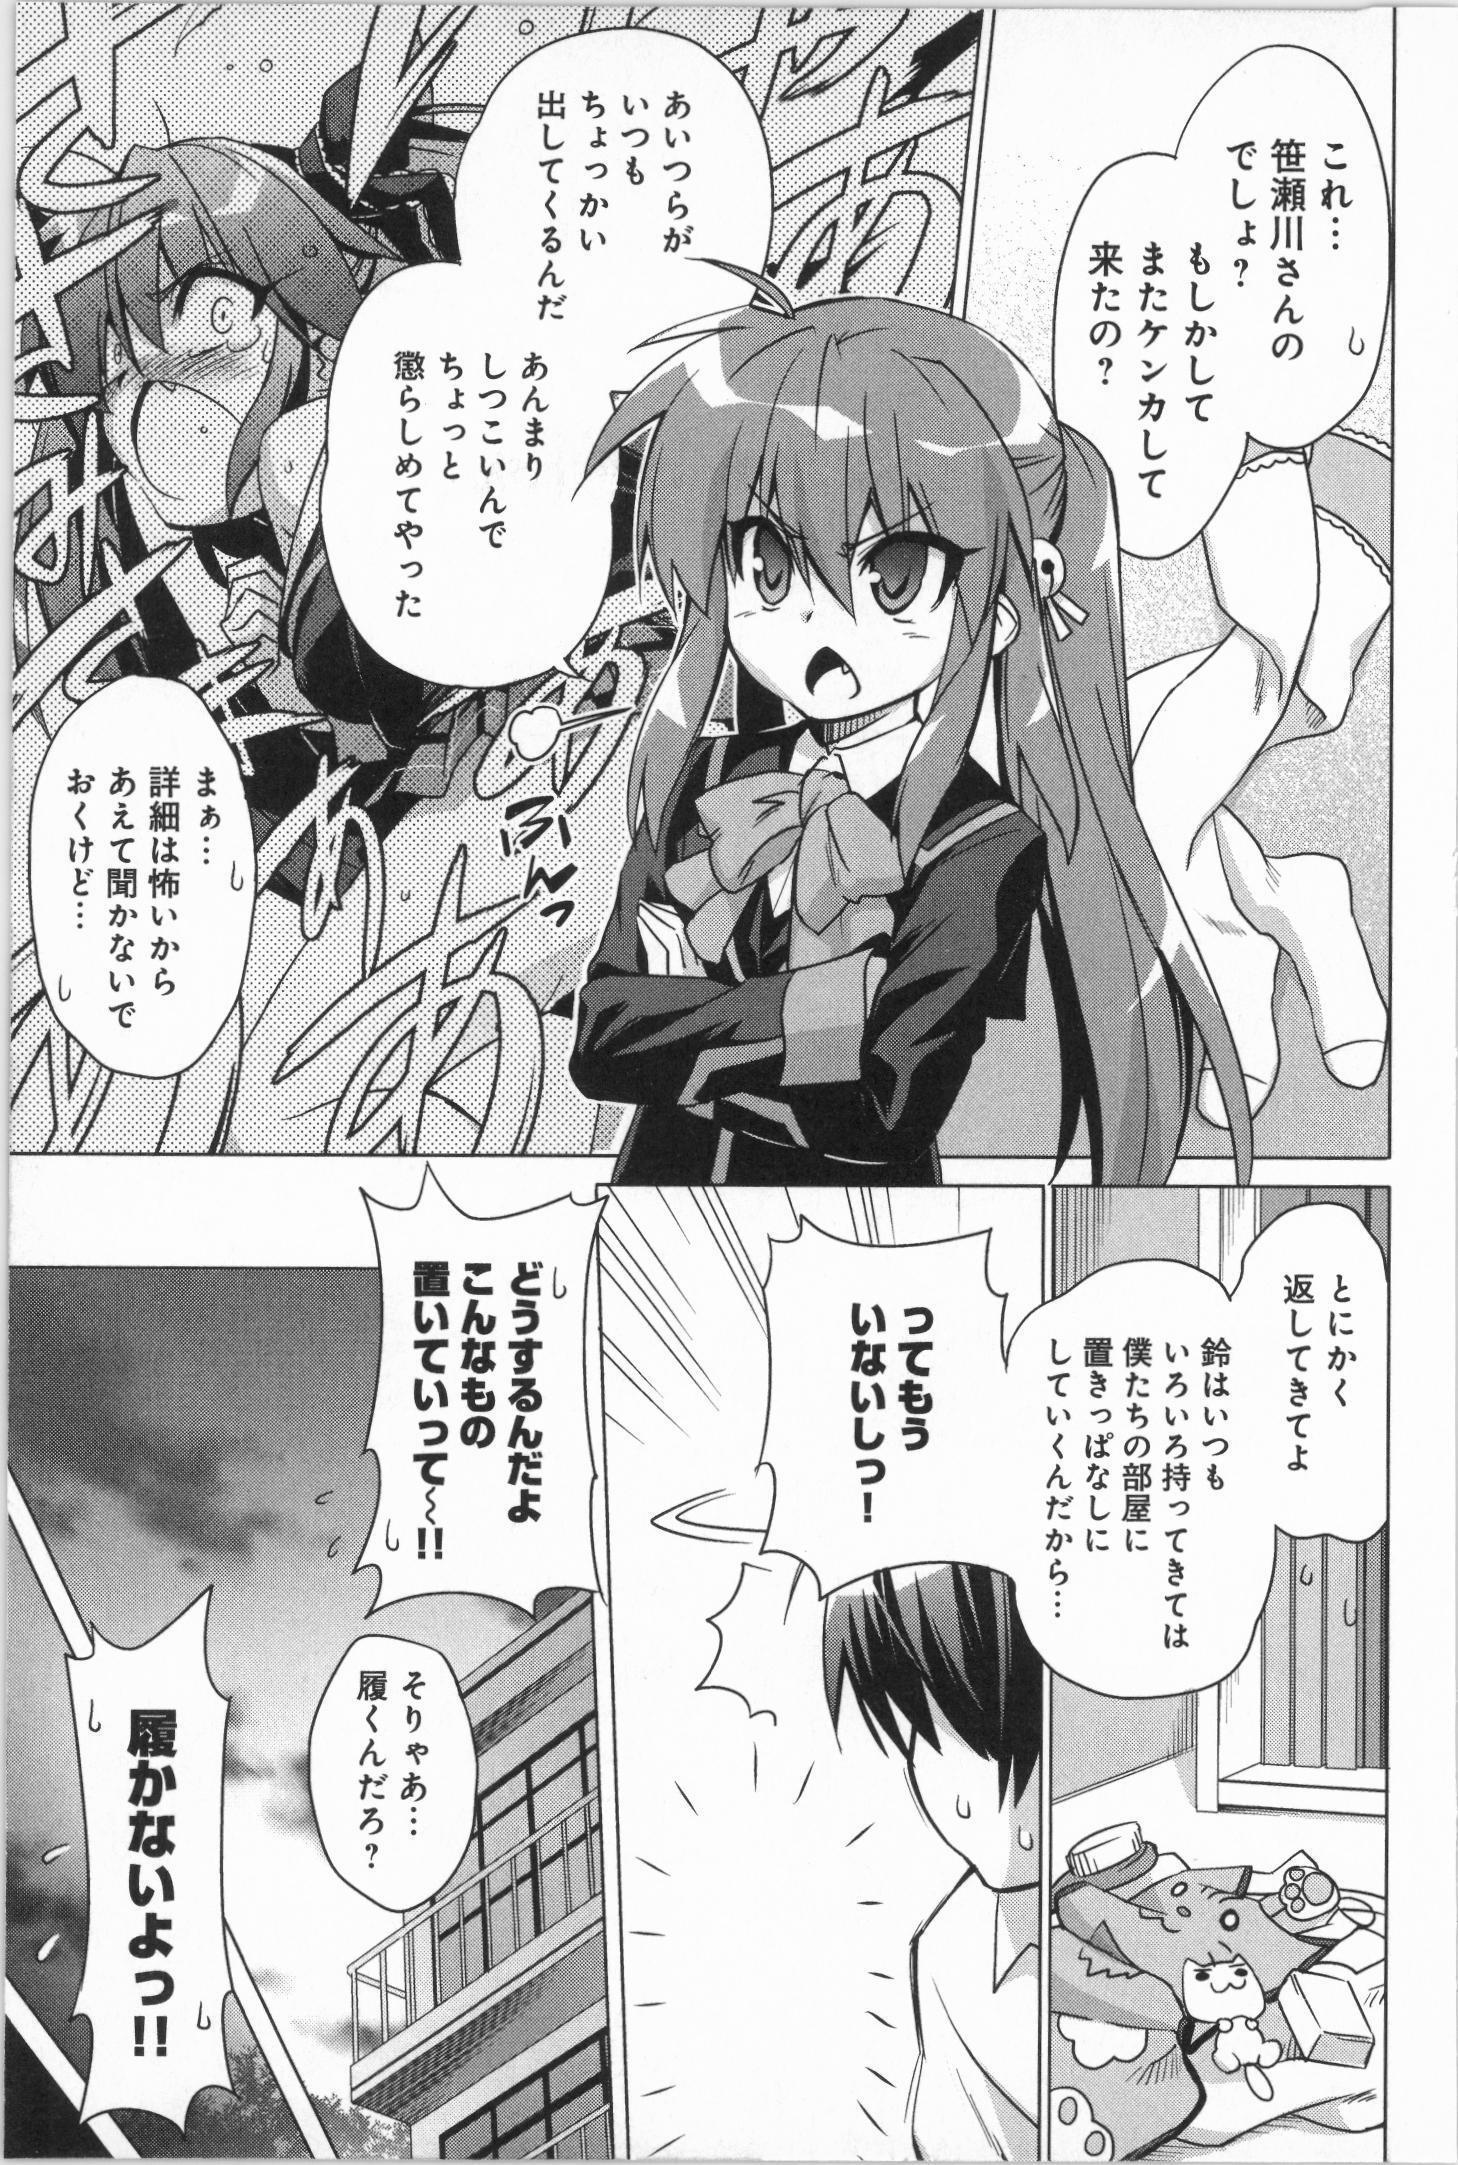 これ…
笹瀬川さんの
でしょ？
もしかして
またケンカして
来たの？
あいつらが
いつも
ちょっかい
出してくるんだ
あんまり
しつこいんで
ちょっと
懲らしめてやった
ふんっ
まぁ…
詳細は怖いから
あえて聞かないで
おくけど…
とにかく
返してきてよ
鈴はいつも
いろいろ持ってきては
僕たちの部屋に
置きっぱなしに
していくんだから…
ってもう
いないしっ！
どうするんだよ
こんなもの
置いていって～!!
そりゃあ…
履くんだろ？
履かないよっ!!